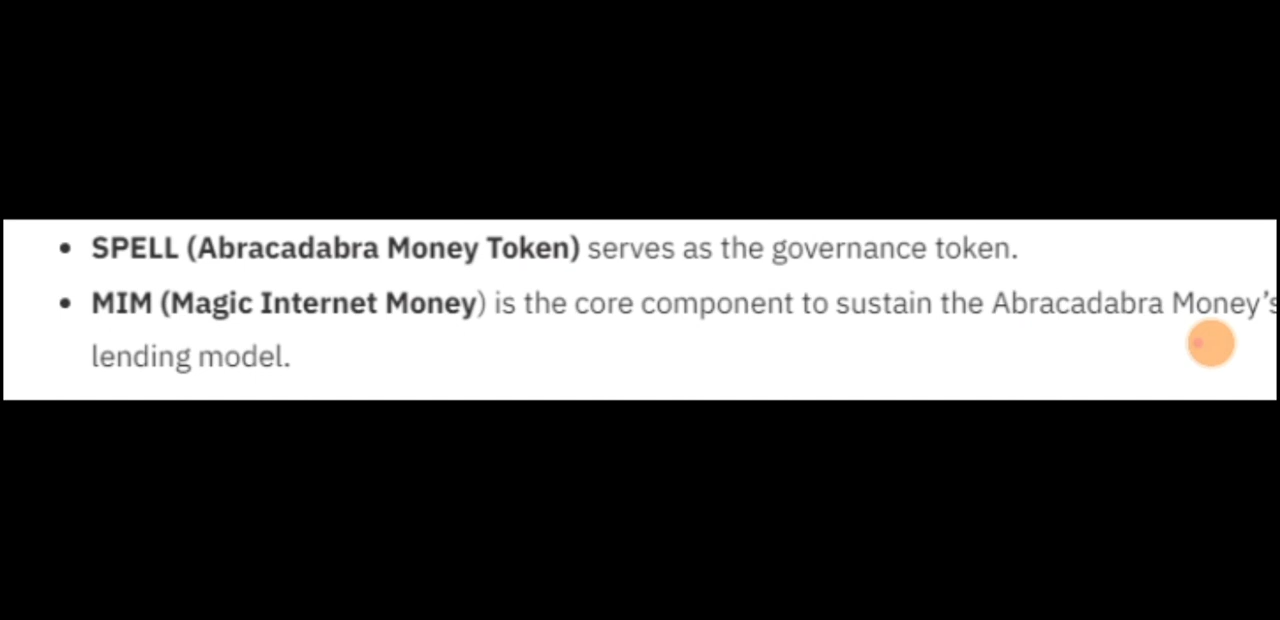 • SPELL (Abracadabra Money Token) serves as the governance token.
• MIM (Magic Internet Money) is the core component to sustain the Abracadabra Money’s
lending model.